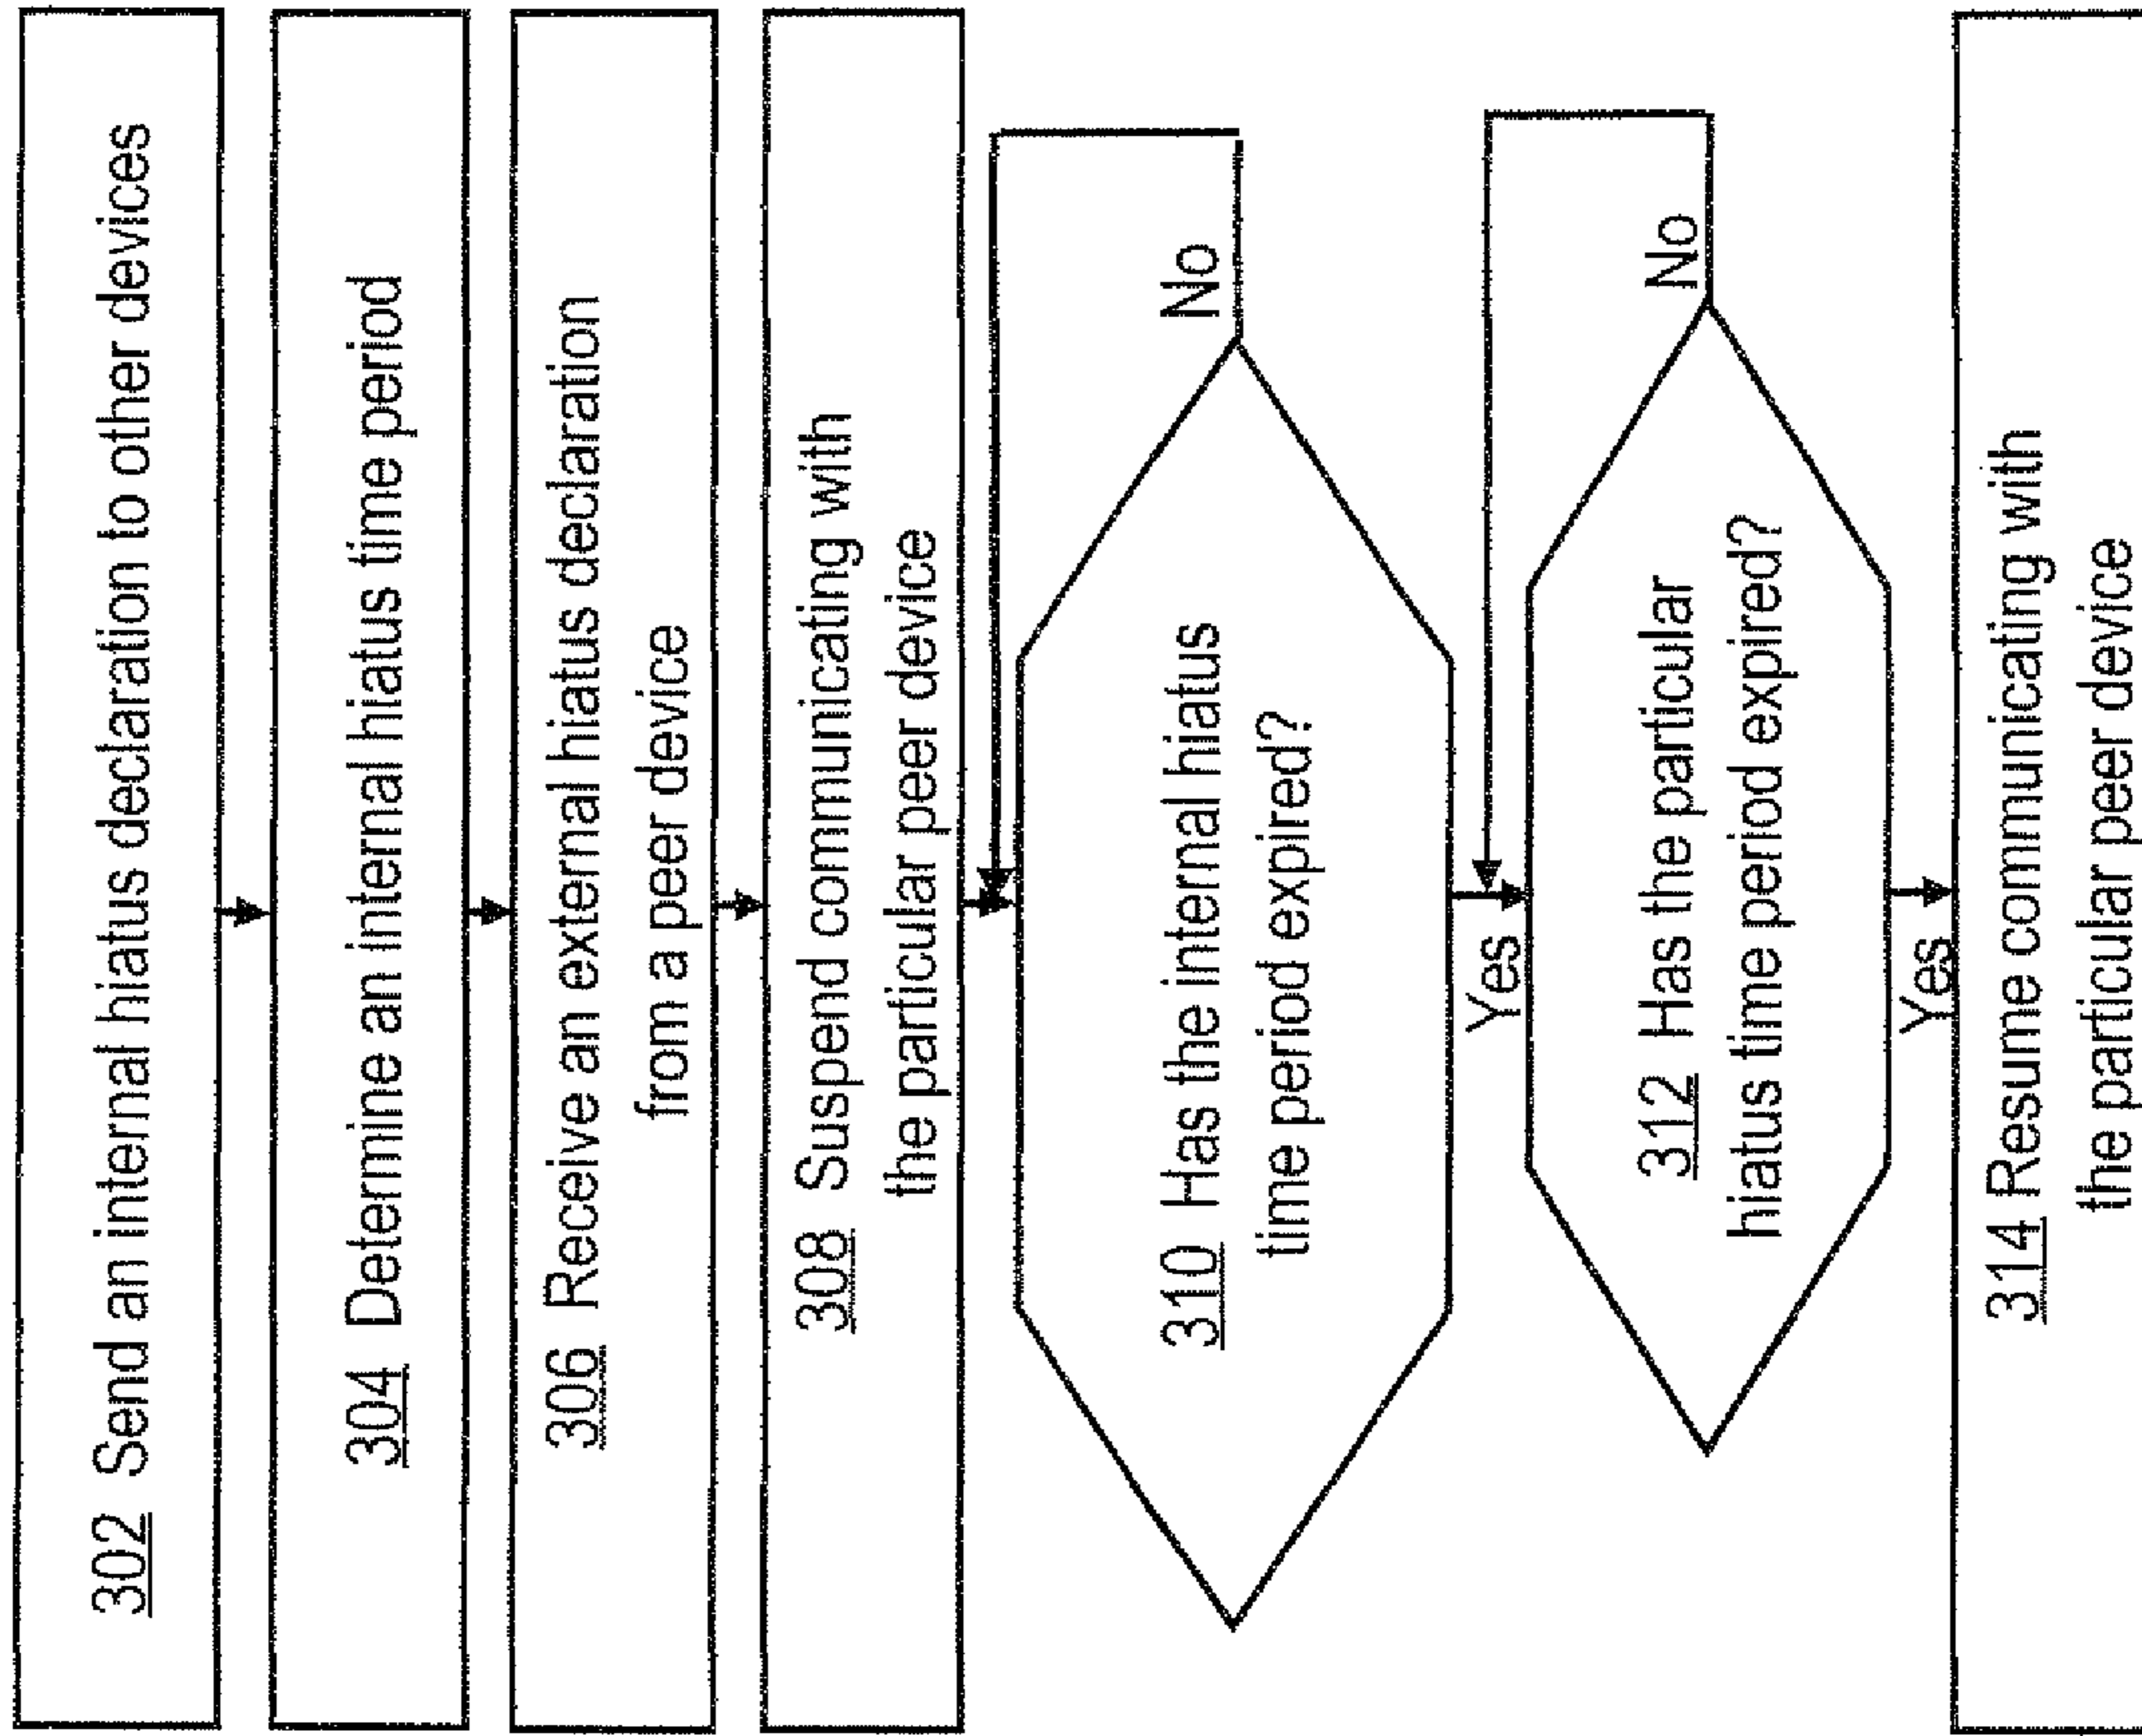 302 Send an internal hiatus declaration to other devices
304 Determine an internal hiatus time period
306 Receive an external hiatus declaration
from a peer device
308 Suspend communicating with
the particular peer device
310 Has the internal hiatus
time period expired?
No
Yes
312 Has the particular
hiatus time period expired?
No
Yes
314 Resume communicating with
the particular peer device